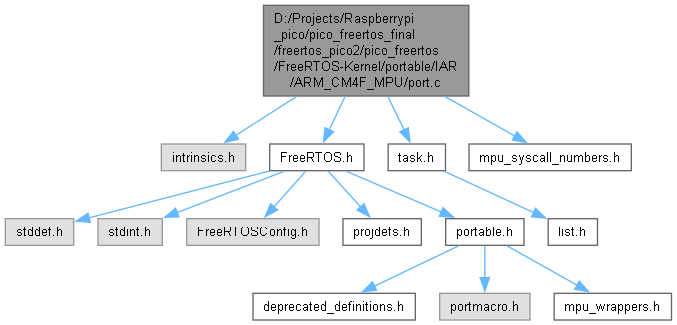 D:/Projects/Raspberrypi
_pico/pico_freertos_final
/freertos_pico2/pico_freertos
/FreeRTOS-Kernel/portable/IAR
/ARM_CM4F_MPU/port.c
intrinsics.h
FreeRTOS.h
task.h
mpu_syscall_numbers.h
stddef.h
stdint.h
FreeRTOSConfig.h
projdefs.h
portable.h
list.h
deprecated_definitions.h
portmacro.h
mpu_wrappers.h